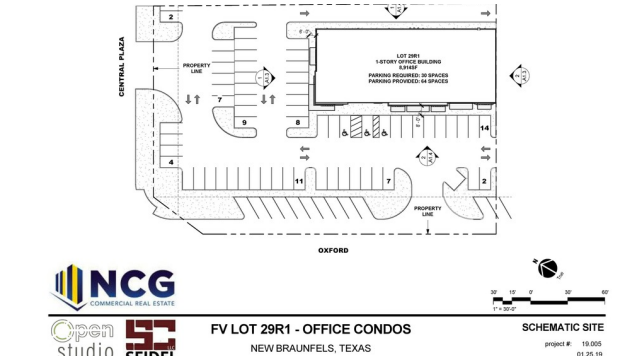 2
CENTRAL PLAZA
PROPERTY
LINE
LOT 29R1
1-STORY OFFICE BUILDING
8,914SF
PARKING REQUIRED: 30 SPACES
PARKING PROVIDED: 64 SPACES
7
9
8
14
4
11
7
2
PROPERTY
LINE
OXFORD
NCG
COMMERCIAL REAL ESTATE
N
True
30' 15' 0' 30' 60'
1" = 30'-0"
Open
studio
SEIDEL
FV LOT 29R1 - OFFICE CONDOS
NEW BRAUNFELS, TEXAS
SCHEMATIC SITE
project #: 19.005
01.25.19